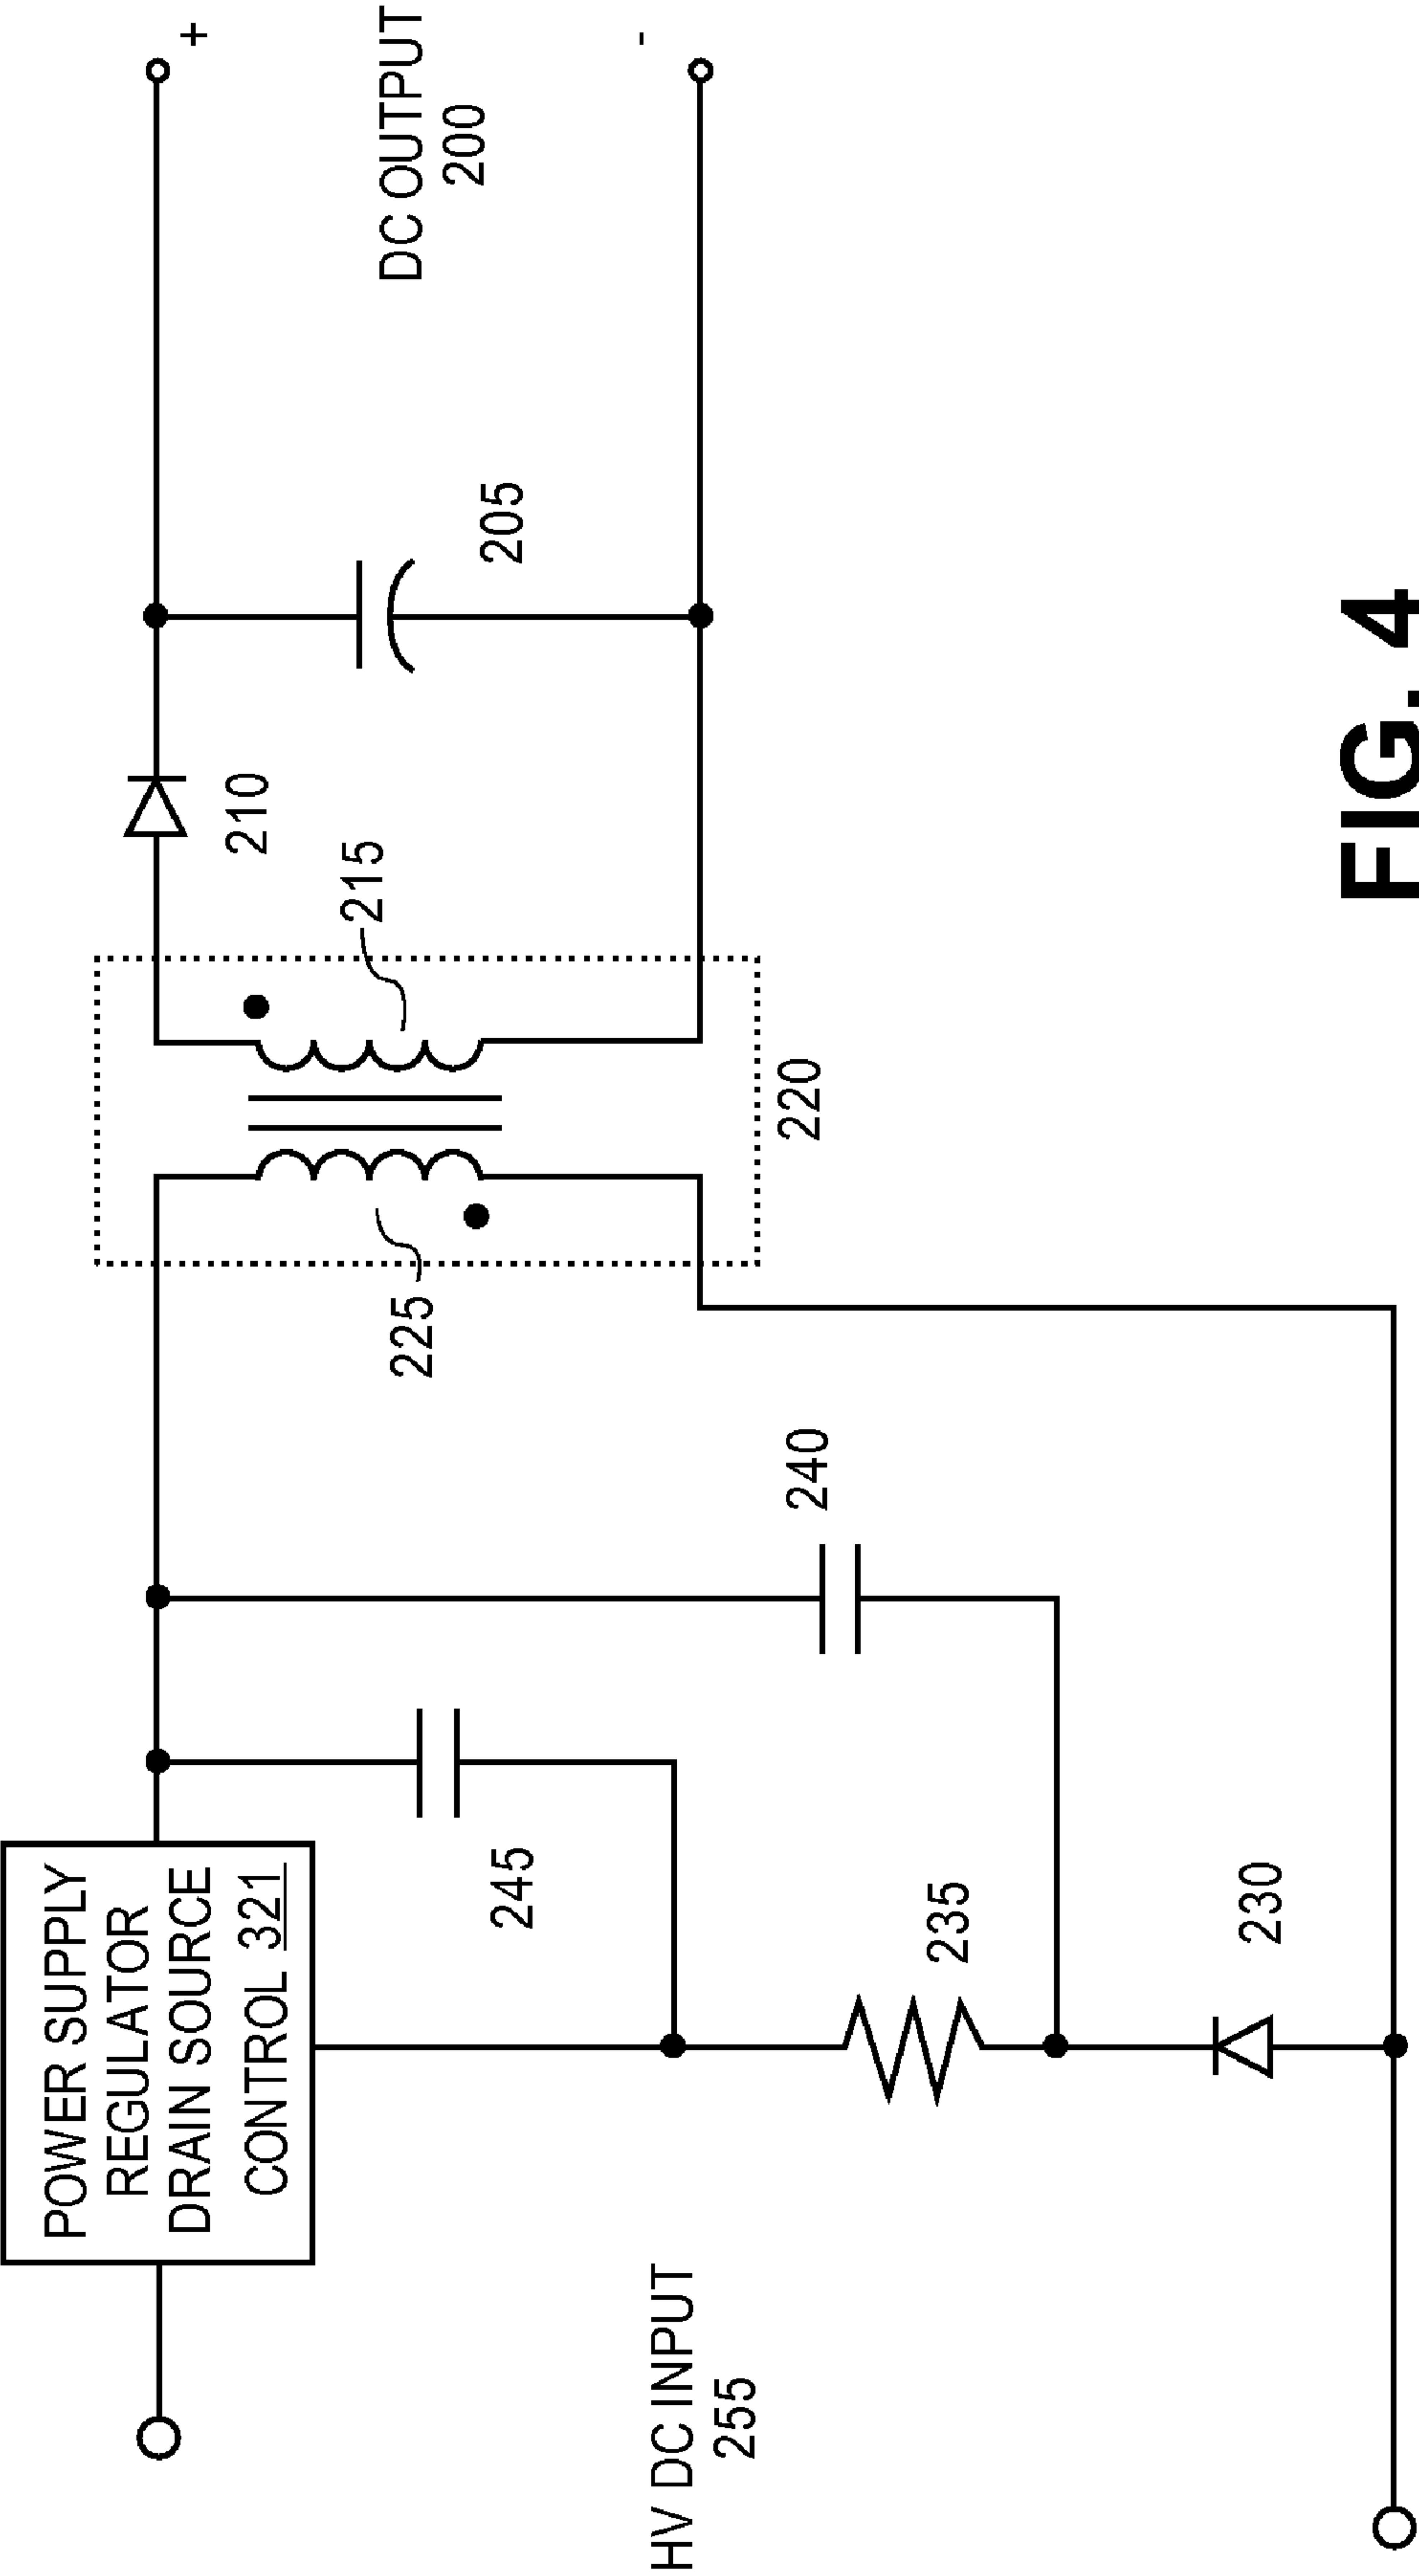 POWER SUPPLY
REGULATOR
DRAIN SOURCE
CONTROL 321
HV DC INPUT
255
245
240
235
230
225
215
220
210
205
+
DC OUTPUT
200
-
FIG. 4